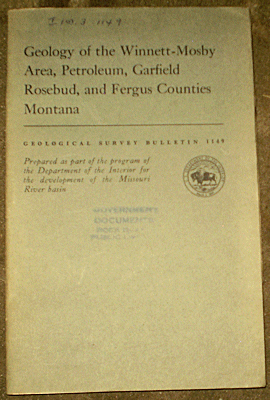 I 19.3: 1149
Geology of the Winnett-Mosby
Area, Petroleum, Garfield
Rosebud, and Fergus Counties
Montana
GEOLOGICAL SURVEY BULLETIN 1149
Prepared as part of the program of
the Department of the Interior for
the development of the Missouri
River basin
GOVERNMENT
DOCUMENTS